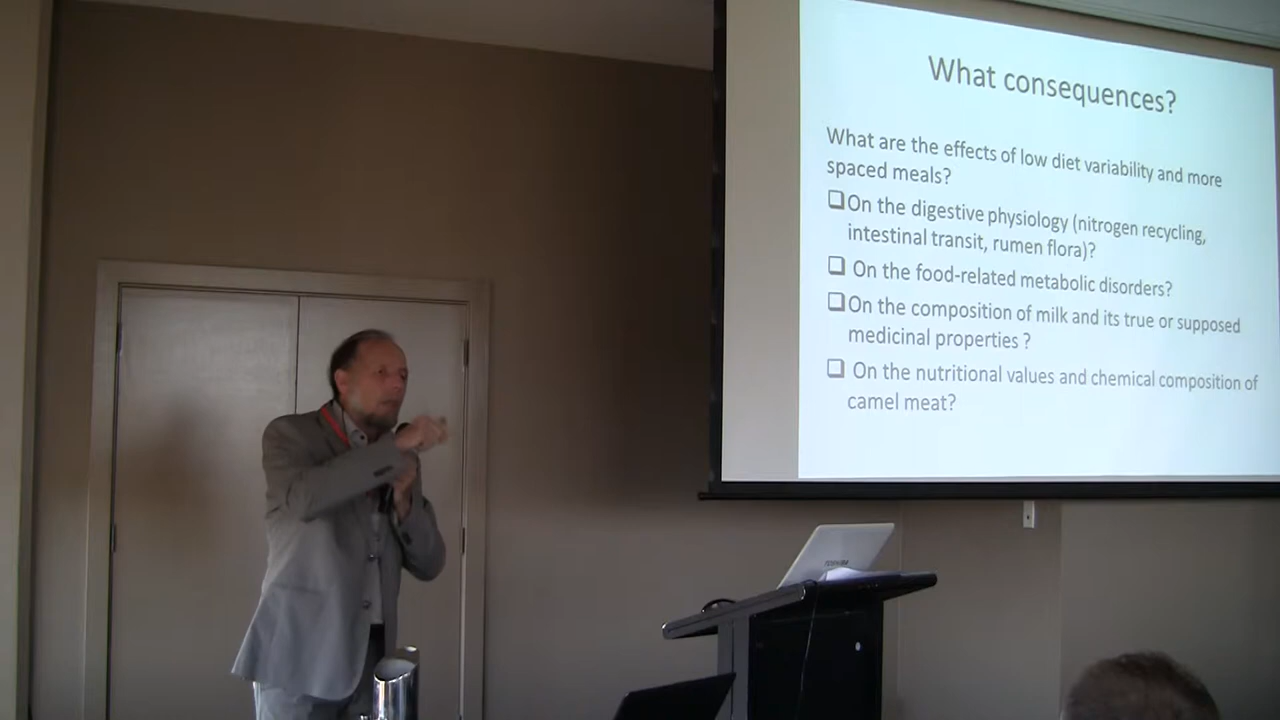 What consequences?
What are the effects of low diet variability and more
spaced meals?
❑On the digestive physiology (nitrogen recycling,
intestinal transit, rumen flora)?
❑ On the food-related metabolic disorders?
❑On the composition of milk and its true or supposed
medicinal properties ?
❑ On the nutritional values and chemical composition of
camel meat?
TOSHIBA